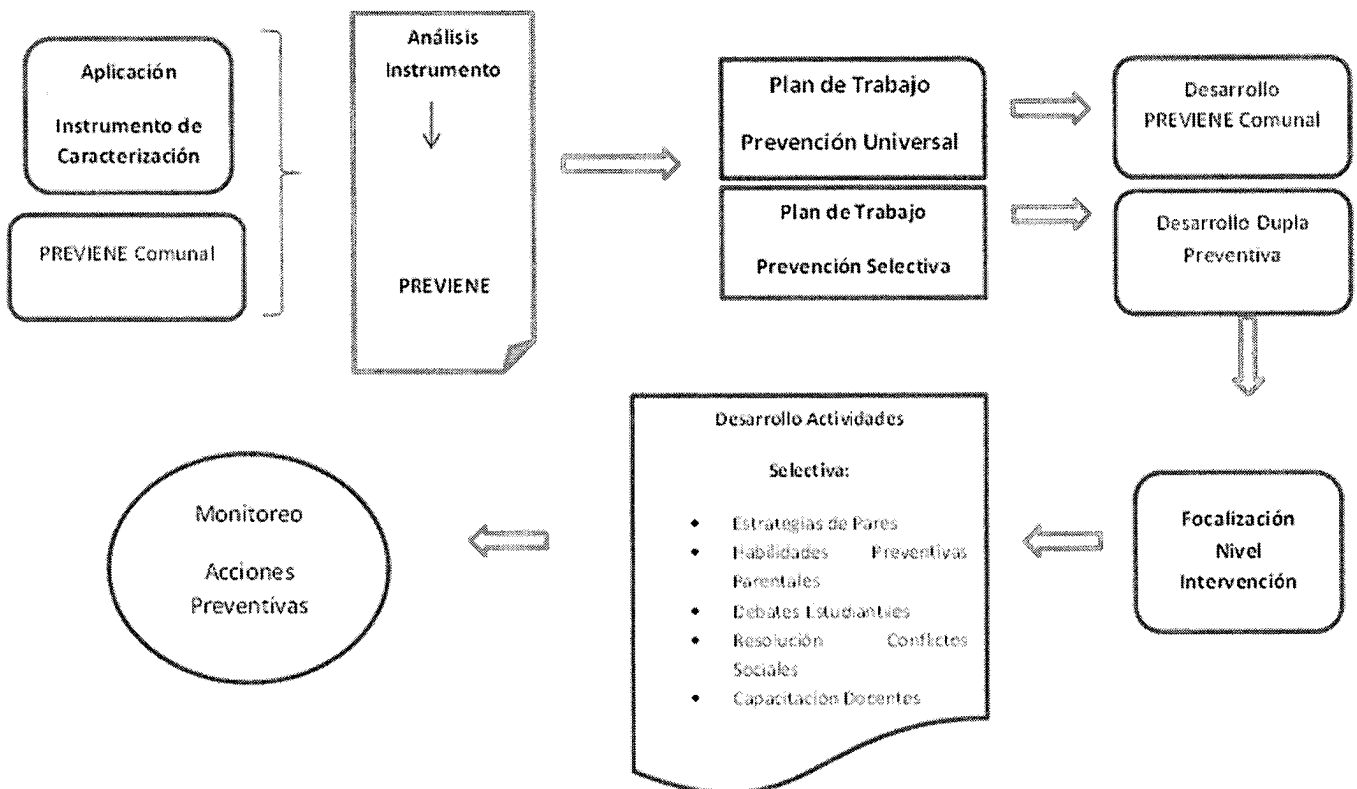 Aplicación
Instrumento de
Caracterización
PREVIENE Comunal
Análisis
Instrumento
PREVIENE
Plan de Trabajo
Prevención Universal
Plan de Trabajo
Prevención Selectiva
Desarrollo
PREVIENE Comunal
Desarrollo Dupla
Preventiva
Focalización
Nivel
Intervención
Desarrollo Actividades
Selectiva:
Estrategias de Pares
Habilidades Preventivas
Parentales
Debates Estudiantiles
Resolución Conflictos
Sociales
Capacitación Docentes
Monitoreo
Acciones
Preventivas